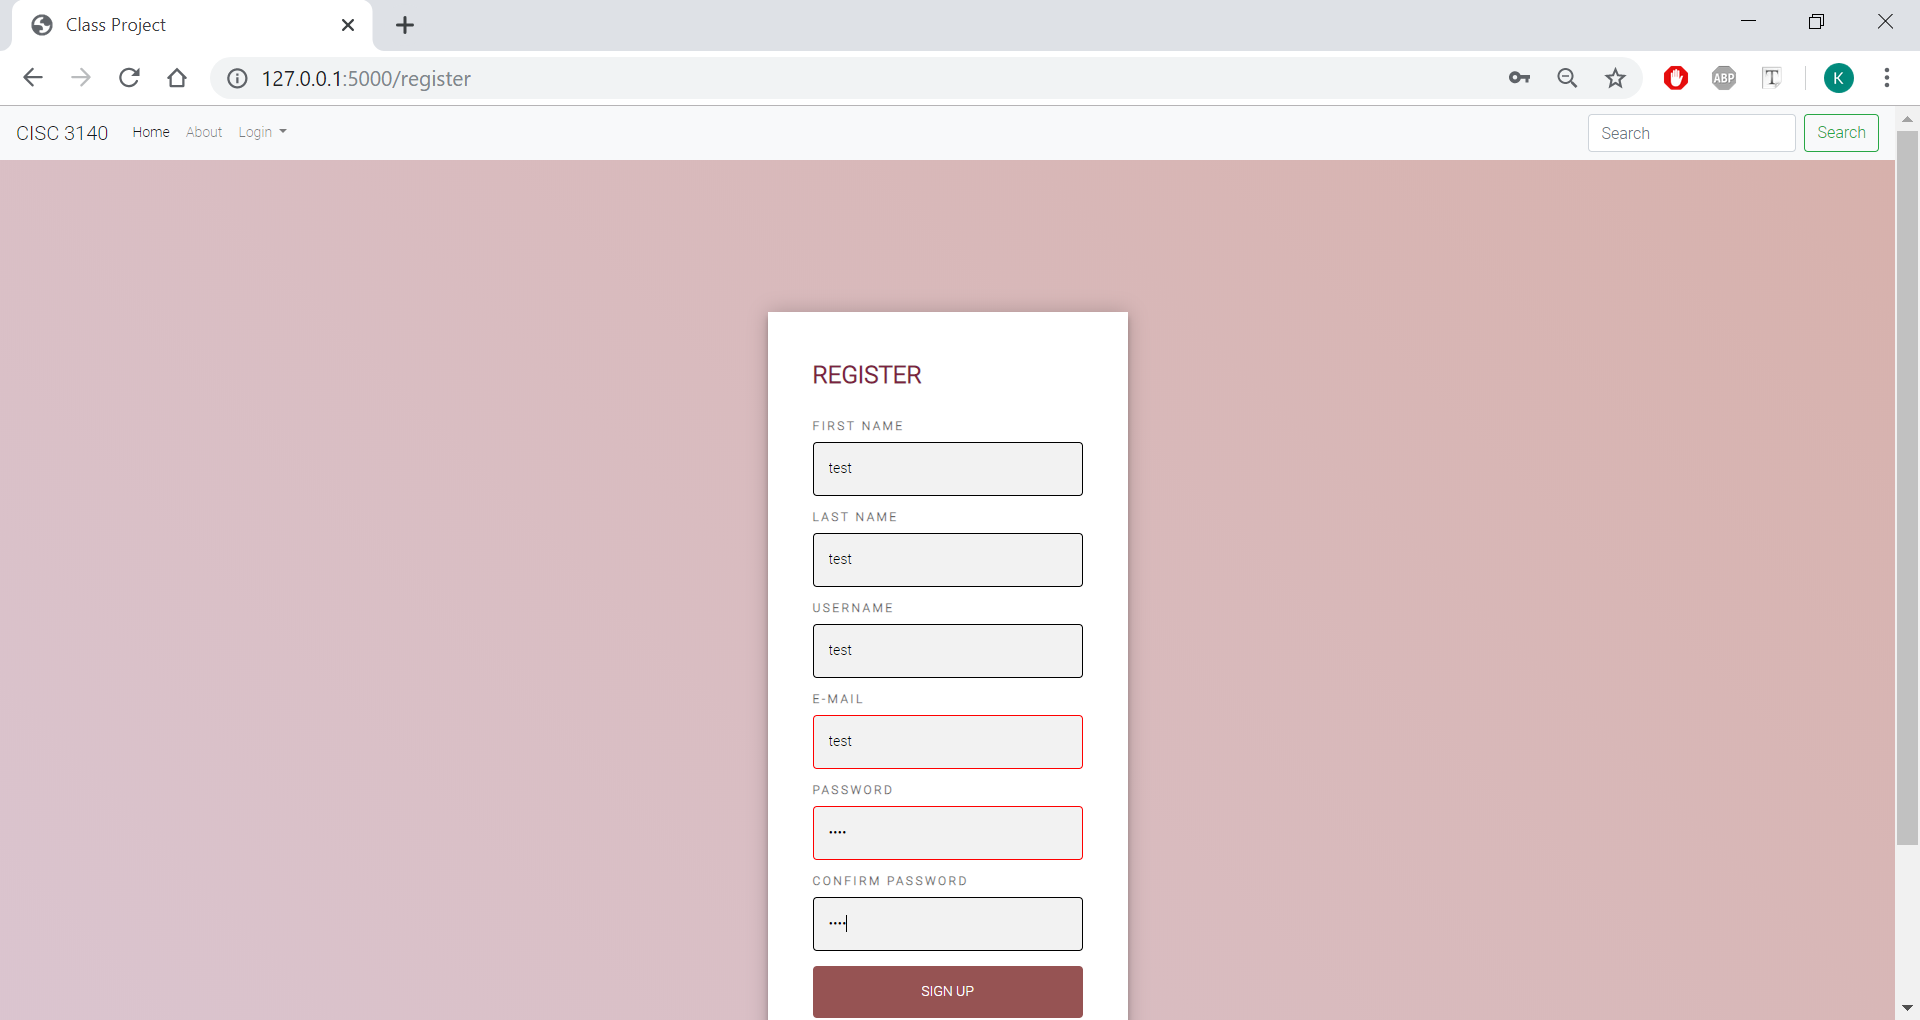 Class Project
127.0.0.1:5000/register
ABP
T
K
CISC 3140 Home About Login
Search Search
REGISTER
FIRST NAME
test
LAST NAME
test
USERNAME
test
E-MAIL
test
PASSWORD
••••
CONFIRM PASSWORD
••••
SIGN UP